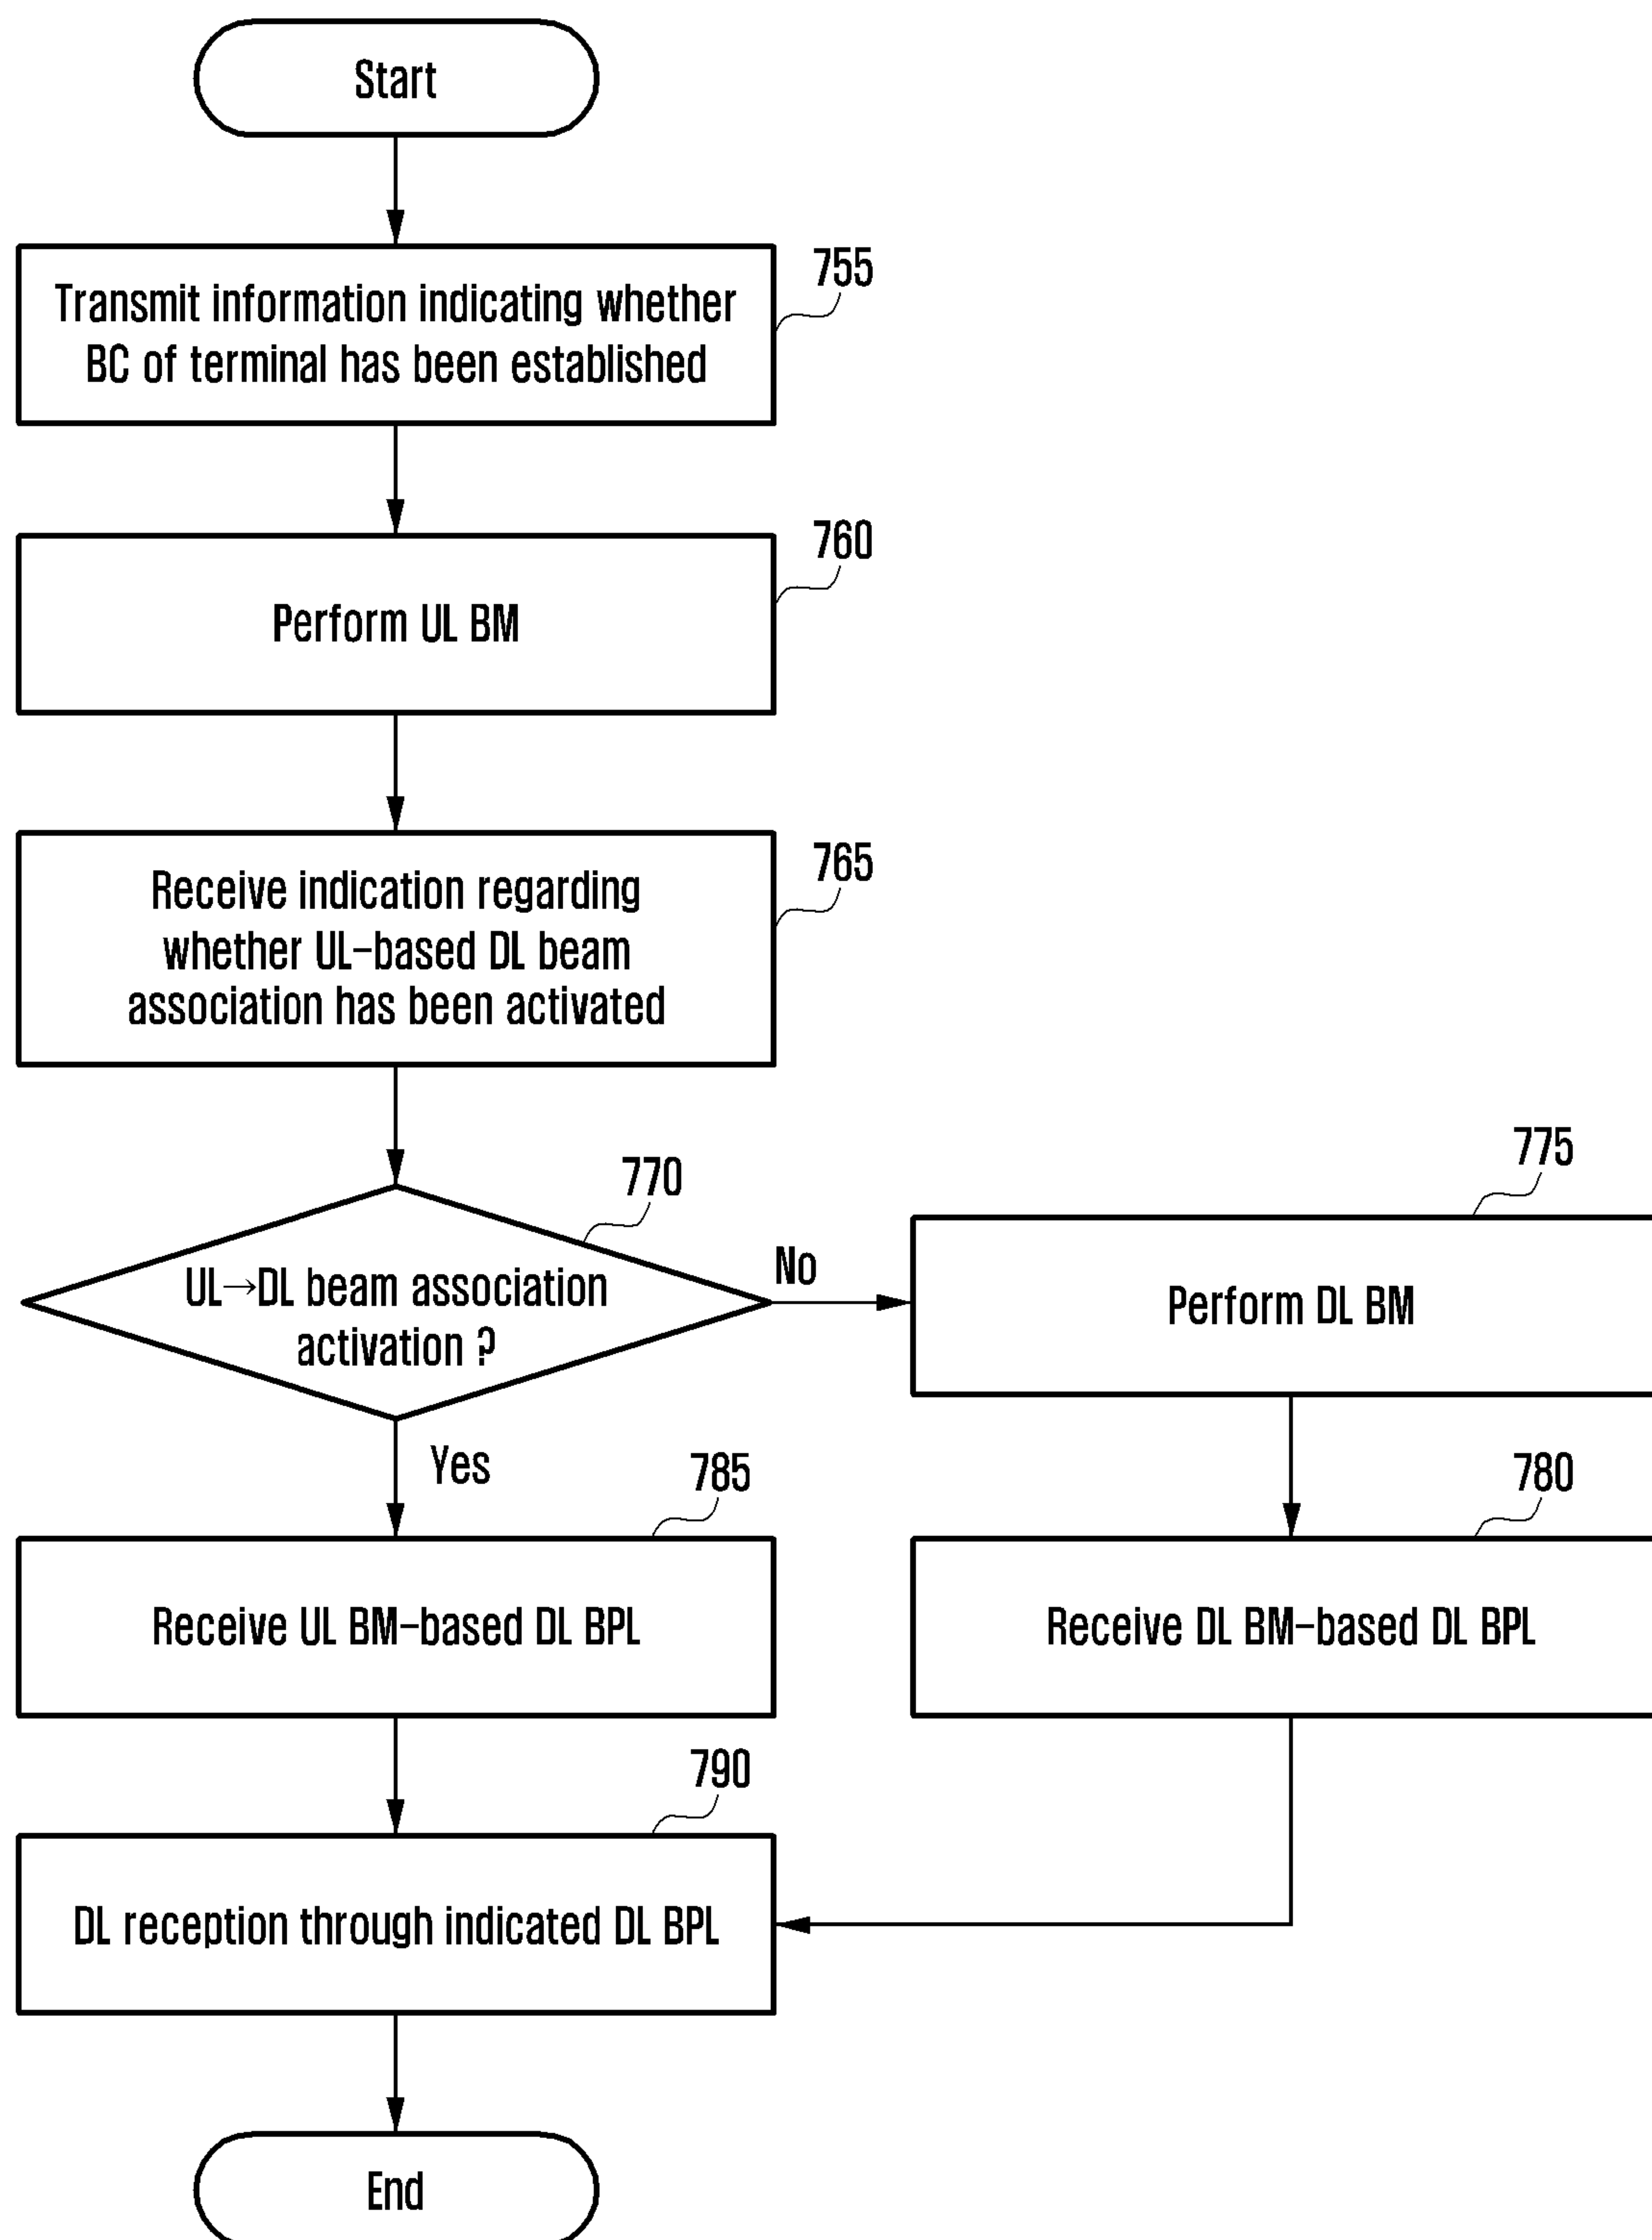 Start
755
Transmit information indicating whether
BC of terminal has been established
760
Perform UL BM
765
Receive indication regarding
whether UL-based DL beam
association has been activated
770
UL→DL beam association
activation ?
No
775
Perform DL BM
Yes
785
Receive UL BM-based DL BPL
780
Receive DL BM-based DL BPL
790
DL reception through indicated DL BPL
End